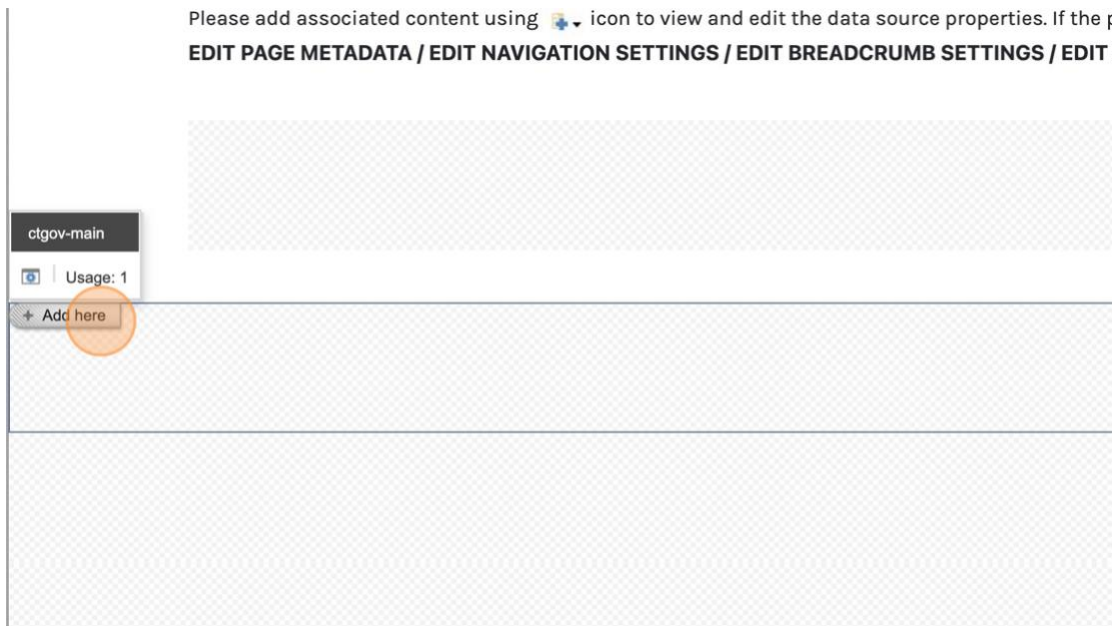 Please add associated content using icon to view and edit the data source properties. If the
EDIT PAGE METADATA / EDIT NAVIGATION SETTINGS / EDIT BREADCRUMB SETTINGS / EDIT
ctgov-main
Usage: 1
+ Add here